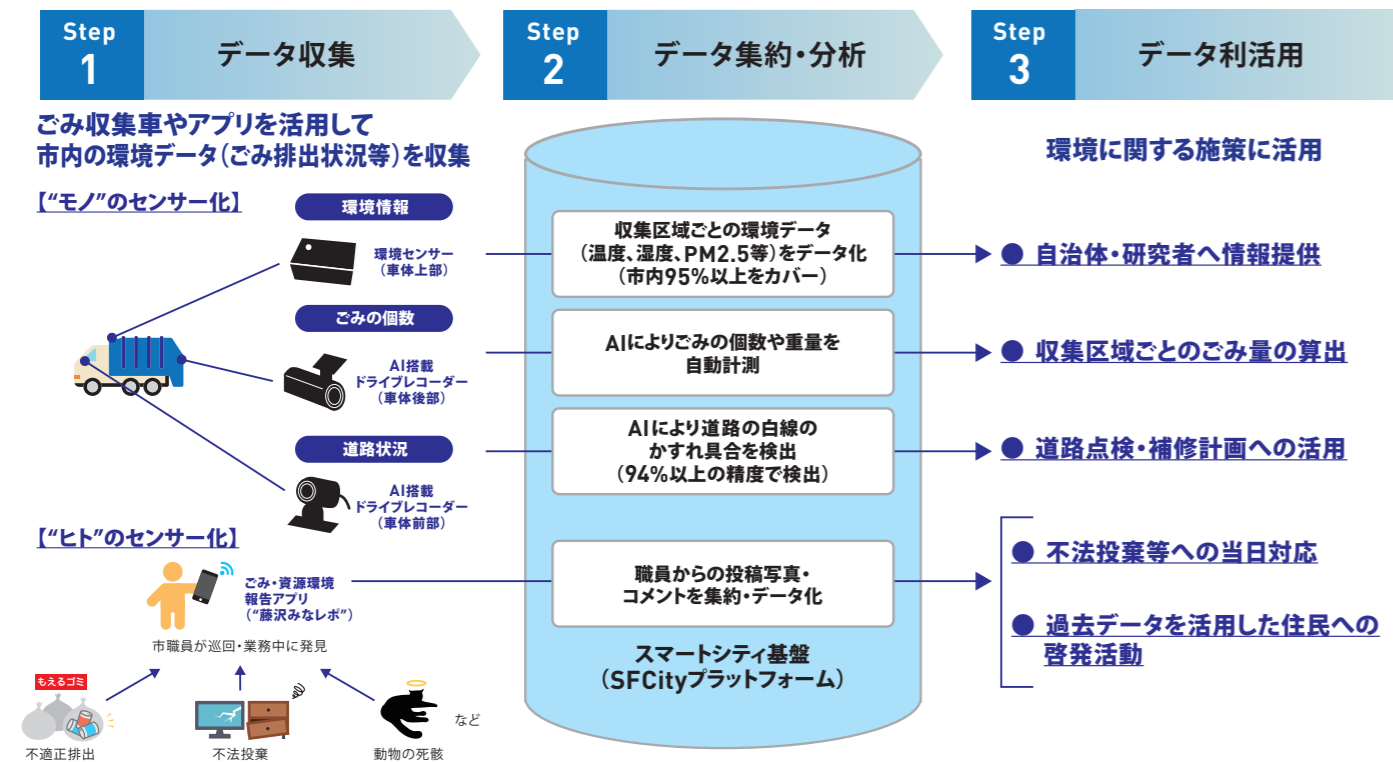 Step
1
データ収集
ごみ収集車やアプリを活用して
市内の環境データ（ごみ排出状況等）を収集
【“モノ”のセンサー化】
環境情報
環境センサー
（車体上部）
ごみの個数
AI搭載
ドライブレコーダー
（車体後部）
道路状況
AI搭載
ドライブレコーダー
（車体前部）
【“ヒト”のセンサー化】
ごみ・資源環境
報告アプリ
（“藤沢みなレポ”）
市職員が巡回・業務中に発見
もえるゴミ
不適正排出
不法投棄
動物の死骸
など
Step
2
データ集約・分析
収集区域ごとの環境データ
（温度、湿度、PM2.5等）をデータ化
（市内95%以上をカバー）
AIによりごみの個数や重量を
自動計測
AIにより道路の白線の
かすれ具合を検出
（94%以上の精度で検出）
職員からの投稿写真・
コメントを集約・データ化
スマートシティ基盤
（SFCityプラットフォーム）
Step
3
データ利活用
環境に関する施策に活用
● 自治体・研究者へ情報提供
● 収集区域ごとのごみ量の算出
● 道路点検・補修計画への活用
● 不法投棄等への当日対応
● 過去データを活用した住民への
啓発活動